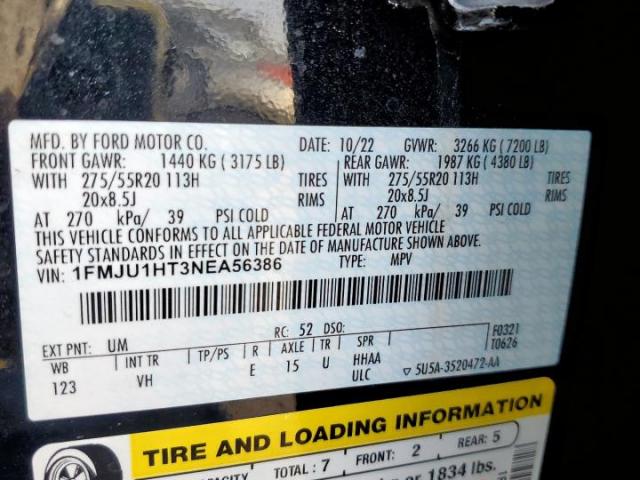 MFD. BY FORD MOTOR CO. DATE: 10/22 GVWR: 3266 KG ( 7200 LB)
FRONT GAWR: 1440 KG ( 3175 LB) REAR GAWR: 1987 KG ( 4380 LB)
WITH 275/55R20 113H TIRES WITH 275/55R20 113H TIRES
20x8.5J RIMS 20x8.5J RIMS
AT 270 kPa/ 39 PSI COLD AT 270 kPa/ 39 PSI COLD
THIS VEHICLE CONFORMS TO ALL APPLICABLE FEDERAL MOTOR VEHICLE
SAFETY STANDARDS IN EFFECT ON THE DATE OF MANUFACTURE SHOWN ABOVE.
VIN: 1FMJU1HT3NEA56386 TYPE: MPV
EXT PNT: UM RC: 52 DSO: F0321
WB INT TR TP/PS R AXLE TR SPR T0626
123 VH E 15 U HHAA
ULC ▽ 5U5A-3520472-AA
TIRE AND LOADING INFORMATION
TOTAL : 7 FRONT: 2 REAR: 5
or 1834 lbs.